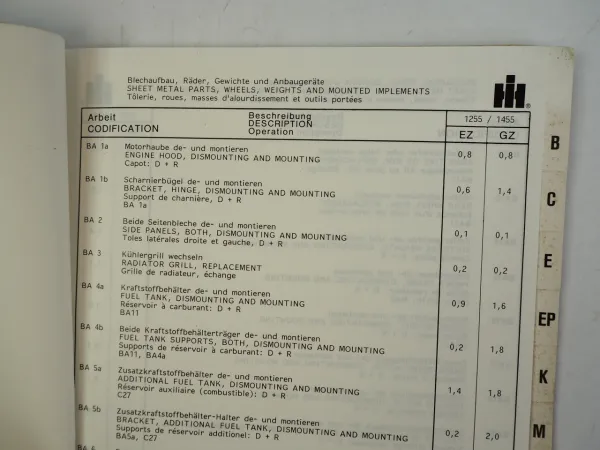 Blechaufbau, Räder, Gewichte und Anbaugeräte
SHEET METAL PARTS, WHEELS, WEIGHTS AND MOUNTED IMPLEMENTS
Tôlerie, roues, masses d'alourdissement et outils portées
Arbeit
CODIFICATION
Beschreibung
DESCRIPTION
Operation
1255 / 1455
EZ GZ
BA 1a Motorhaube de- und montieren
ENGINE HOOD, DISMOUNTING AND MOUNTING 0,8 0,8
Capot: D + R
BA 1b Scharnierbügel de- und montieren
BRACKET, HINGE, DISMOUNTING AND MOUNTING 0,6 1,4
Support de charnière, D + R
BA 1a
BA 2 Beide Seitenbleche de- und montieren
SIDE PANELS, BOTH, DISMOUNTING AND MOUNTING 0,1 0,1
Toles latérales droite et gauche, D + R
BA 3 Kühlergrill wechseln
RADIATOR GRILL, REPLACEMENT 0,2 0,2
Grille de radiateur, échange
BA 4a Kraftstoffbehälter de- und montieren
FUEL TANK, DISMOUNTING AND MOUNTING 0,9 1,6
Réservoir à carburant: D + R
BA11
BA 4b Beide Kraftstoffbehälterträger de- und montieren
FUEL TANK SUPPORTS, BOTH, DISMOUNTING AND MOUNTING 0,2 1,8
Supports de réservoir à carburant: D + R
BA11, BA4a
BA 5a Zusatzkraftstoffbehälter de- und montieren
ADDITIONAL FUEL TANK, DISMOUNTING AND MOUNTING 1,4 1,8
Réservoir auxiliaire (combustible): D + R
C27
BA 5b Zusatzkraftstoffbehälter-Halter de- und montieren
BRACKET, ADDITIONAL FUEL TANK, DISMOUNTING AND MOUNTING 0,2 2,0
Supports de réservoir additionel: D + R
BA5a, C27
B
C
E
EP
K
M